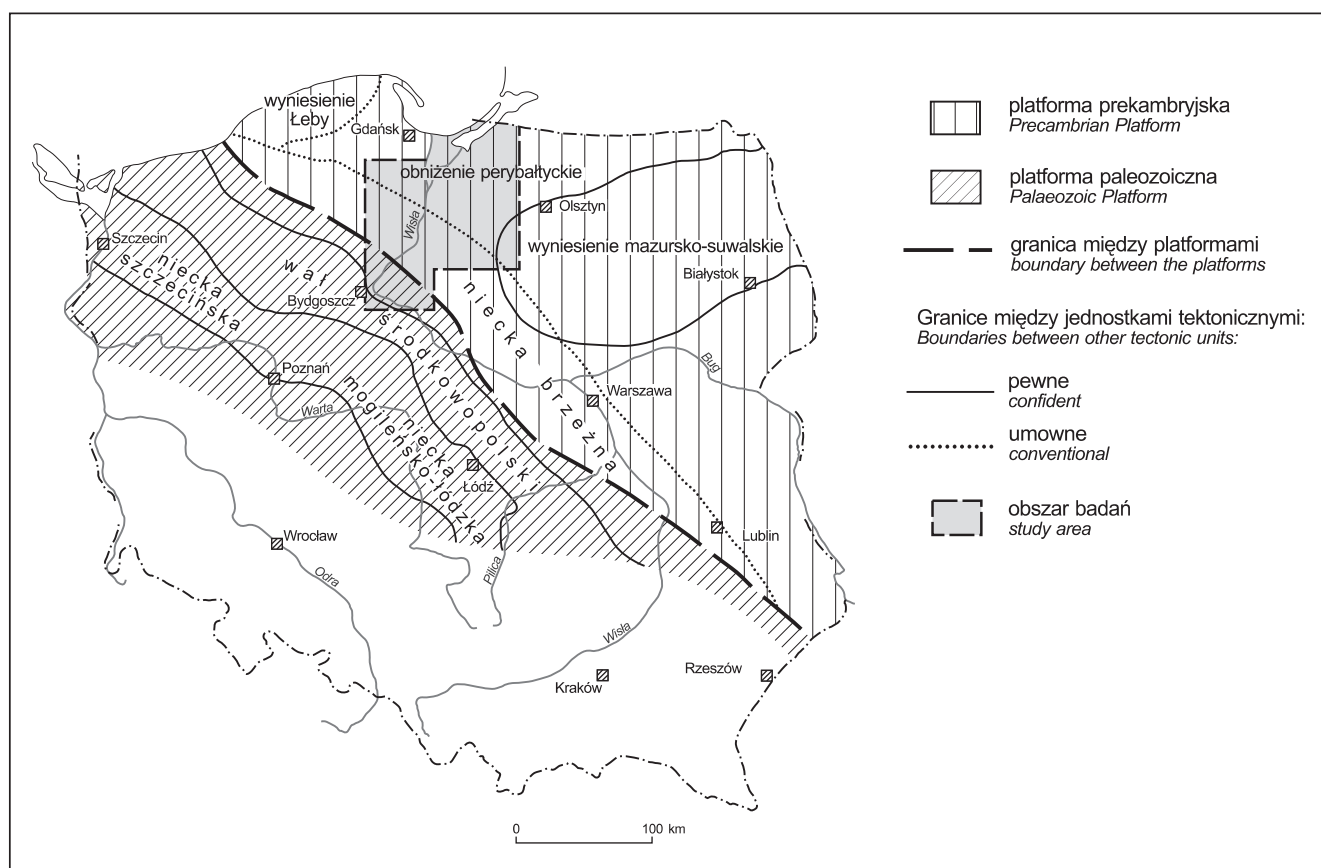 wyniesienie
Łeby
Gdańsk
obniżenie perybałtyckie
Wisła
Olsztyn
wyniesienie mazursko-suwalskie
Białystok
Szczecin
niecka
szczecińska
wał
środkowopolski
Bydgoszcz
niecka
brzeżna
Bug
Poznań
Warta
Warszawa
niecka
mogileńsko-łódzka
Łódź
Wrocław
Odra
Pilica
Lublin
Wisła
Kraków
Rzeszów
0 100 km
platforma prekambryjska
Precambrian Platform
platforma paleozoiczna
Palaeozoic Platform
granica między platformami
boundary between the platforms
Granice między jednostkami tektonicznymi:
Boundaries between other tectonic units:
pewne
confident
umowne
conventional
obszar badań
study area